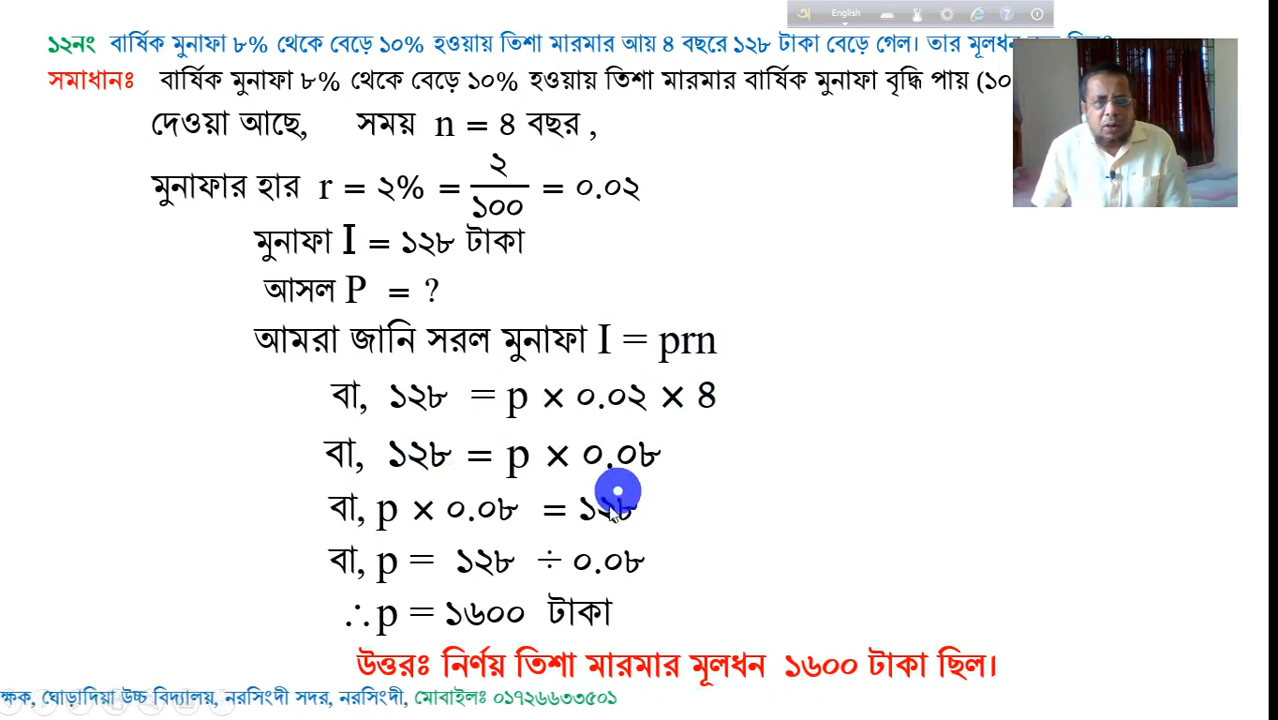 English
১২নং বার্ষিক মুনাফা ৮% থেকে বেড়ে ১০% হওয়ায় তিশা মারমার আয় ৪ বছরে ১২৮ টাকা বেড়ে গেল। তার মূলধন
সমাধানঃ বার্ষিক মুনাফা ৮% থেকে বেড়ে ১০% হওয়ায় তিশা মারমার বার্ষিক মুনাফা বৃদ্ধি পায় (১০
দেওয়া আছে, সময় n = ৪ বছর ,
মুনাফার হার r = ২% = ২/১০০ = ০.০২
মুনাফা I = ১২৮ টাকা
আসল P = ?
আমরা জানি সরল মুনাফা I = prn
বা, ১২৮ = p × ০.০২ × ৪
বা, ১২৮ = p × ০.০৮
বা, p × ০.০৮ = ১২৮
বা, p = ১২৮ ÷ ০.০৮
∴ p = ১৬০০ টাকা
উত্তরঃ নির্ণয় তিশা মারমার মূলধন ১৬০০ টাকা ছিল।
ক্ষক, ঘোড়াদিয়া উচ্চ বিদ্যালয়, নরসিংদী সদর, নরসিংদী, মোবাইলঃ ০১৭২৬৬৩৩৫০১